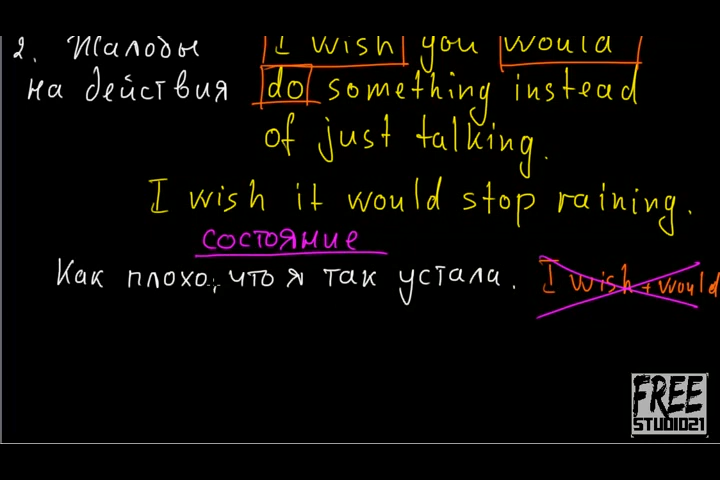 2. Жалобы I wish you would
на действия do something instead
of just talking.
I wish it would stop raining.
состояние
Как плохо, что я так устала. I wish + would
FREE
STUDIO21